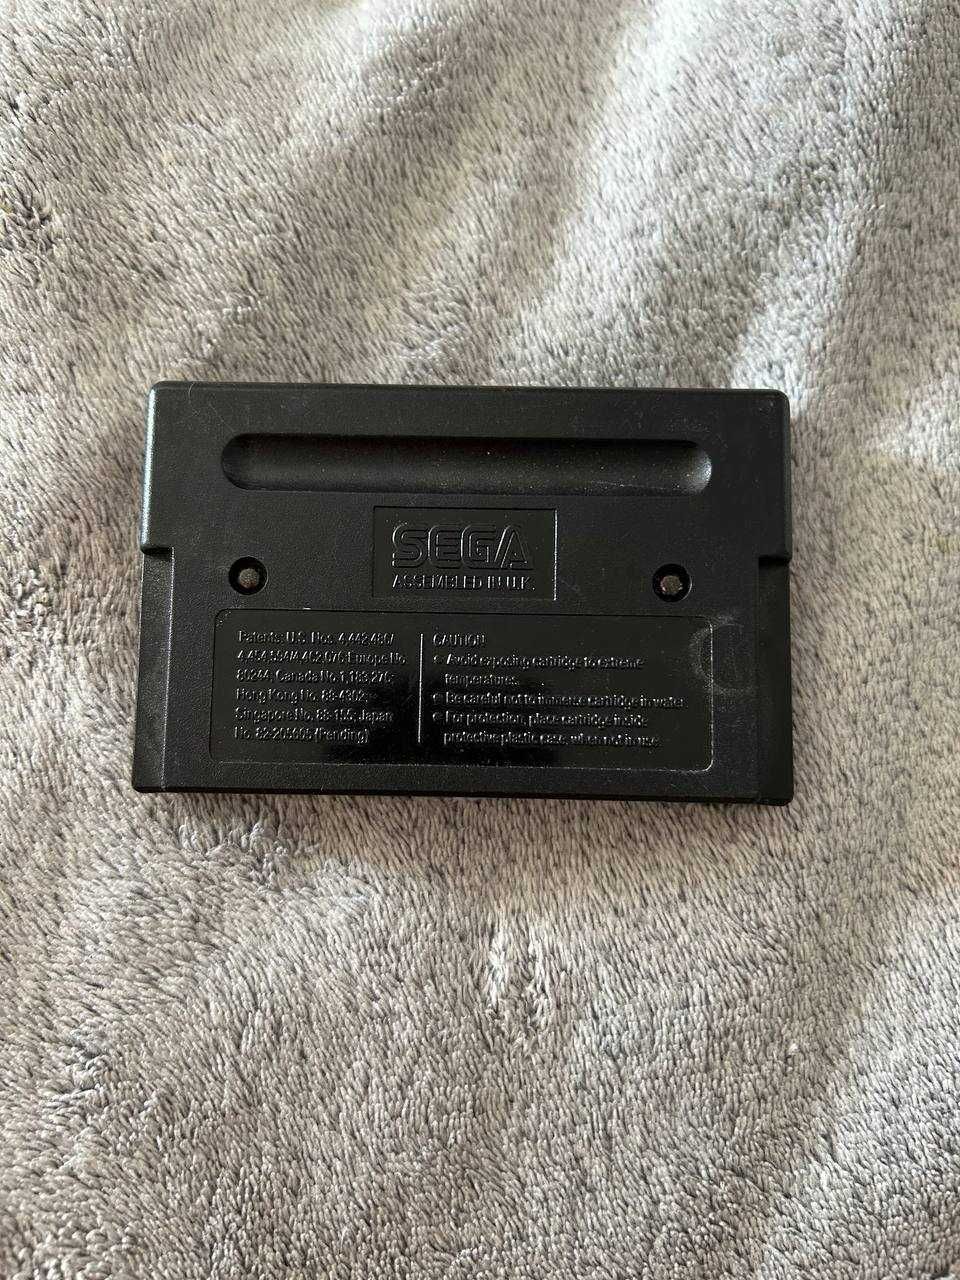 SEGA
ASSEMBLED IN U.K.
Patents: U.S. Nos. 4,442,486/
4,454,594/4,462,076; Europe No.
80244; Canada No. 1,183,276;
Hong Kong No. 88-4302;
Singapore No. 88-155; Japan
No. 82-205605 (Pending)
CAUTION
● Avoid exposing cartridge to extreme
temperatures.
● Be careful not to immerse cartridge in water.
● For protection, place cartridge inside
protective plastic case, when not in use.